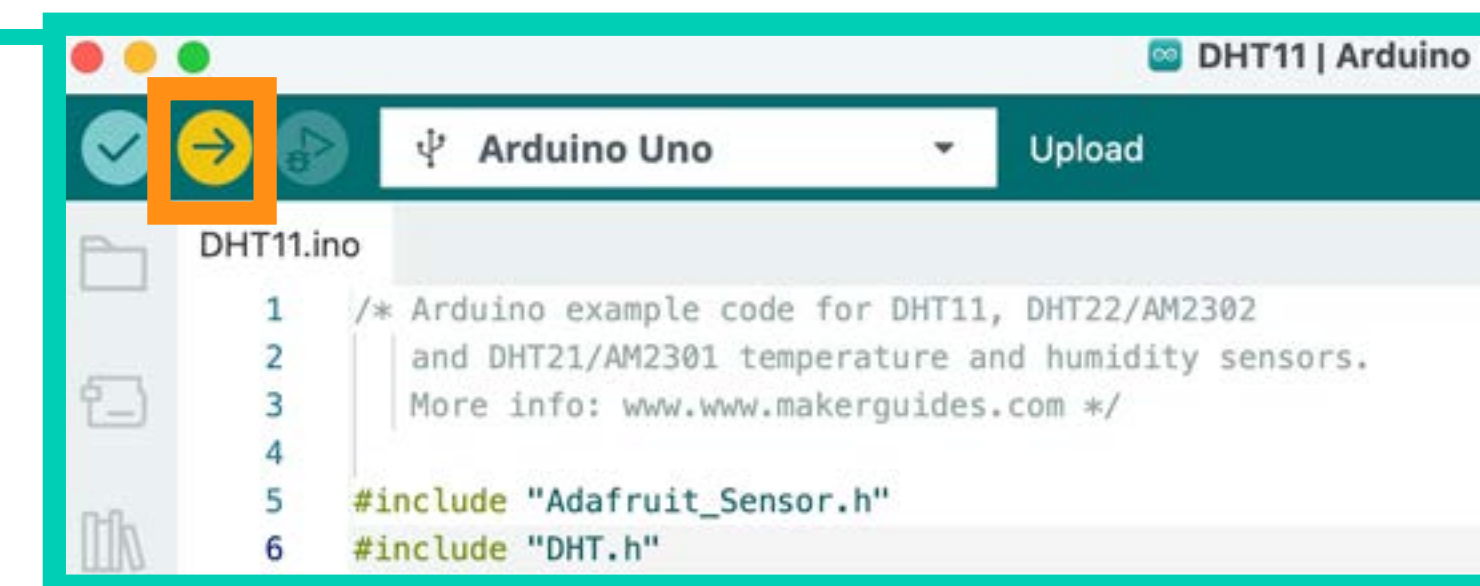 DHT11 | Arduino
Arduino Uno
Upload
DHT11.ino
1 /* Arduino example code for DHT11, DHT22/AM2302
2 and DHT21/AM2301 temperature and humidity sensors.
3 More info: www.www.makerguides.com */
4
5 #include "Adafruit_Sensor.h"
6 #include "DHT.h"